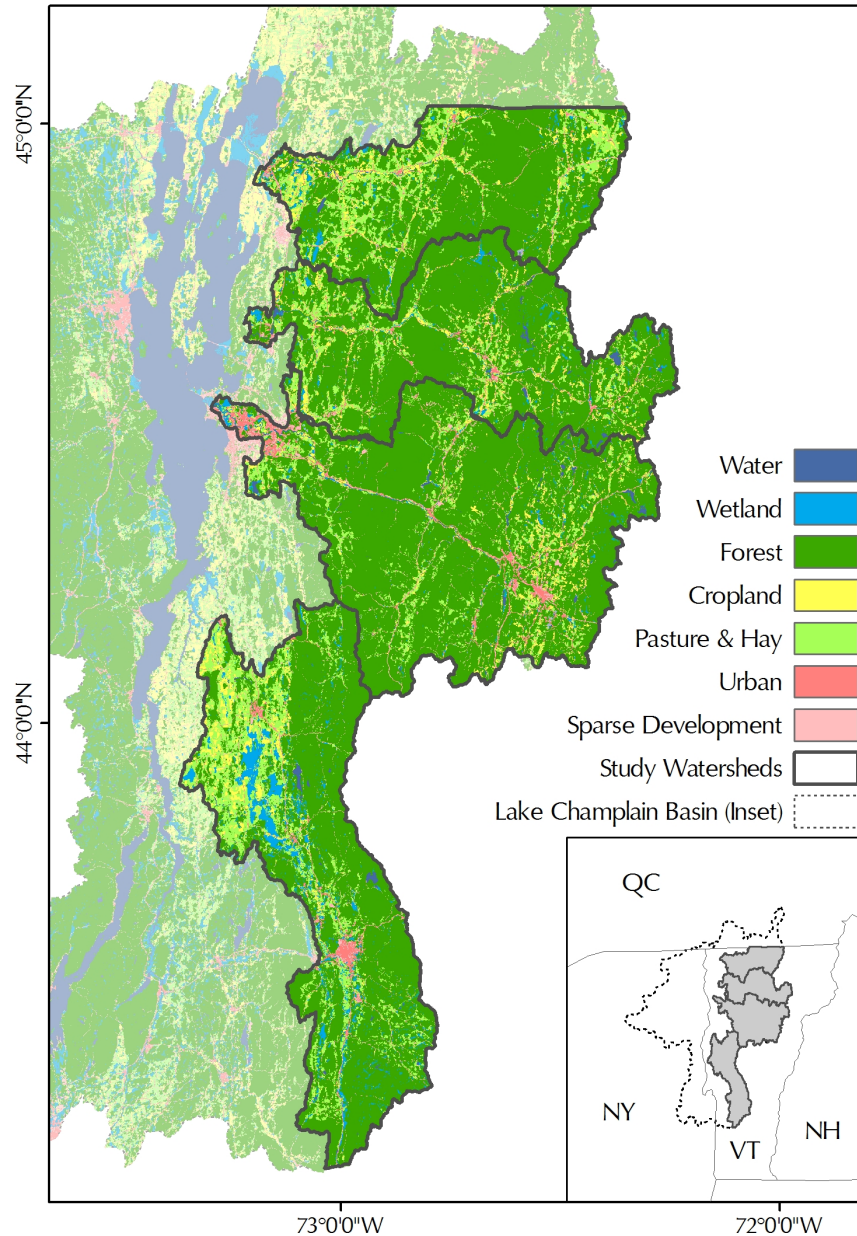 45°0'0"N
44°0'0"N
Water
Wetland
Forest
Cropland
Pasture & Hay
Urban
Sparse Development
Study Watersheds
Lake Champlain Basin (Inset)
QC
NY
VT
NH
73°0'0"W
72°0'0"W